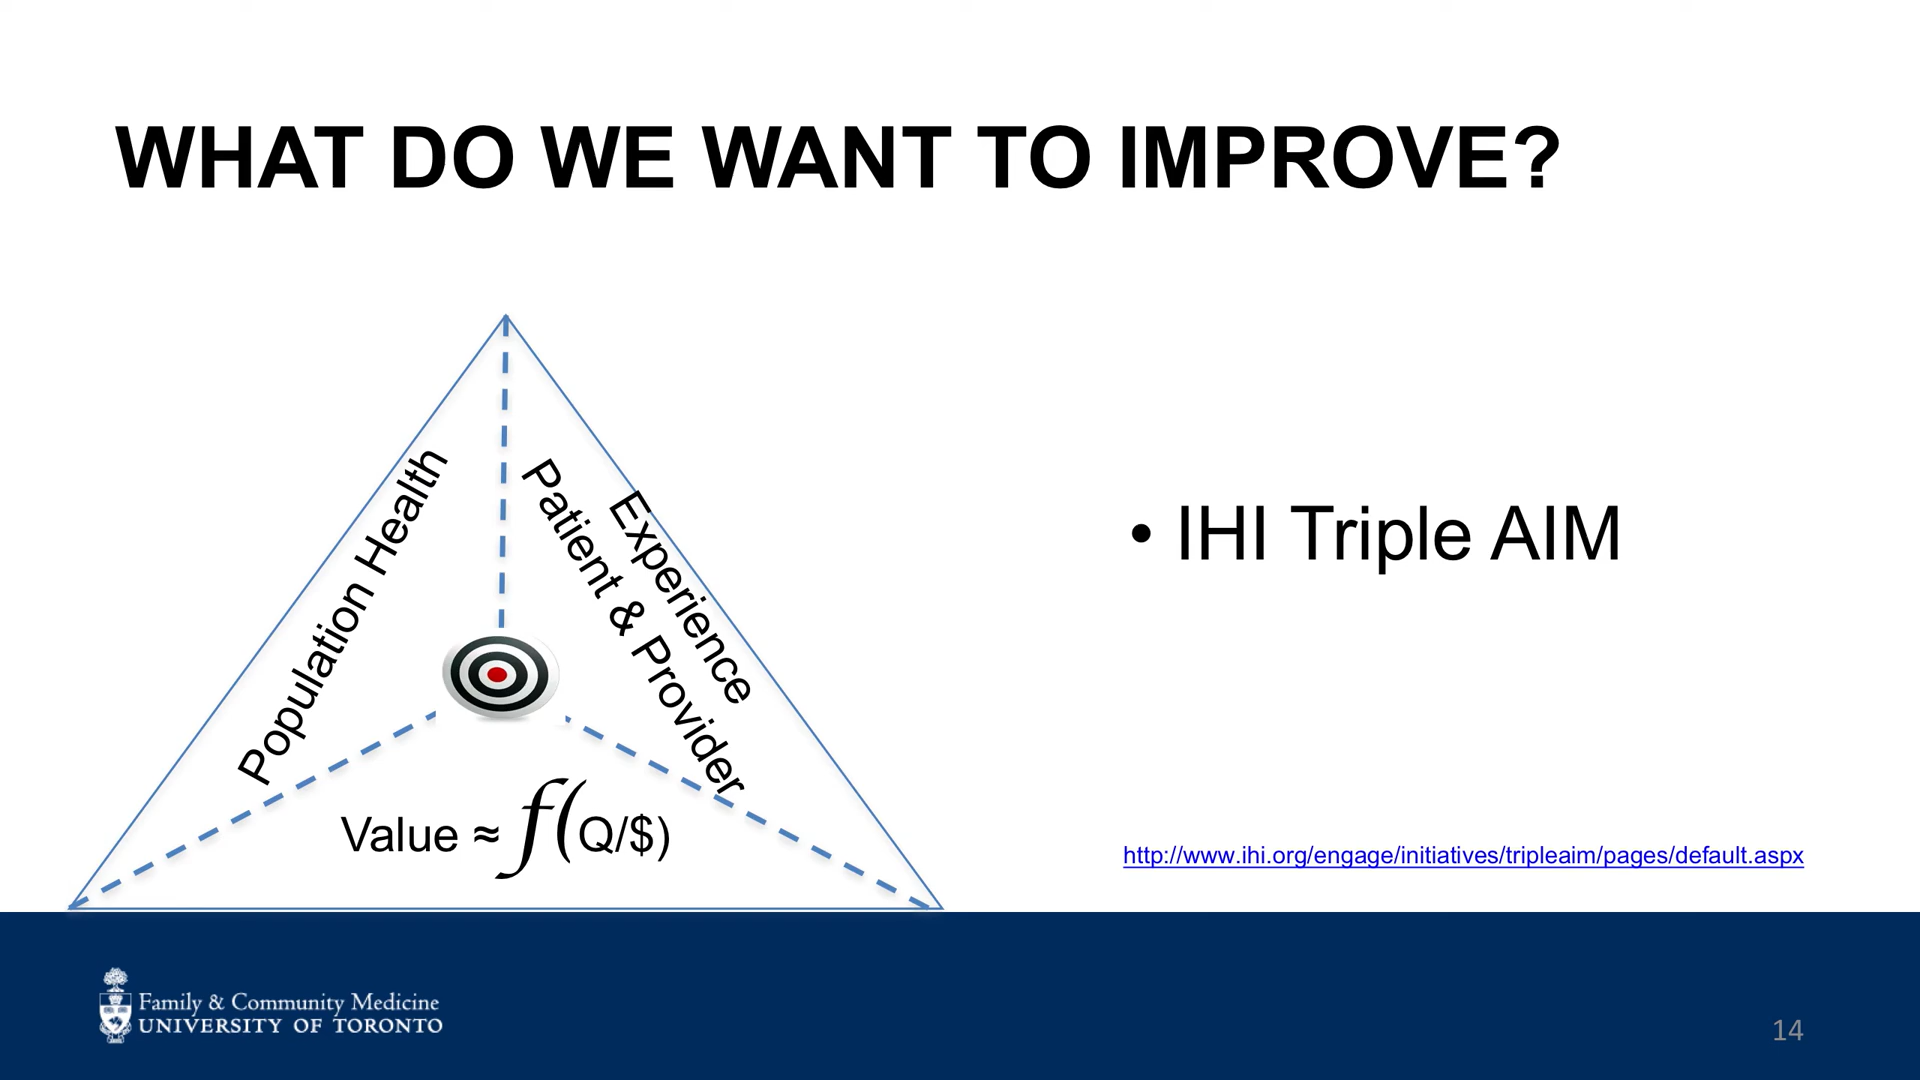 WHAT DO WE WANT TO IMPROVE?
Population Health
Experience
Patient & Provider
Value ≈ f(Q/$)
• IHI Triple AIM
http://www.ihi.org/engage/initiatives/tripleaim/pages/default.aspx
Family & Community Medicine
UNIVERSITY OF TORONTO
14